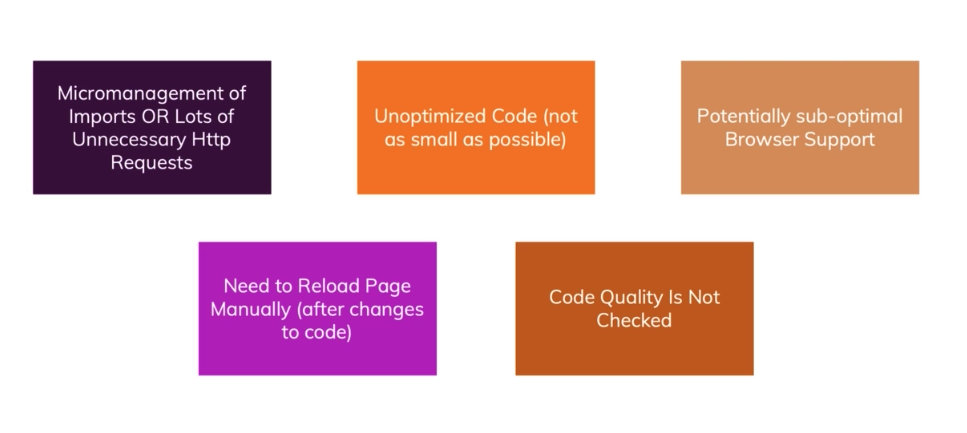 Micromanagement of
Imports OR Lots of
Unnecessary Http
Requests
Unoptimized Code (not
as small as possible)
Potentially sub-optimal
Browser Support
Need to Reload Page
Manually (after changes
to code)
Code Quality Is Not
Checked